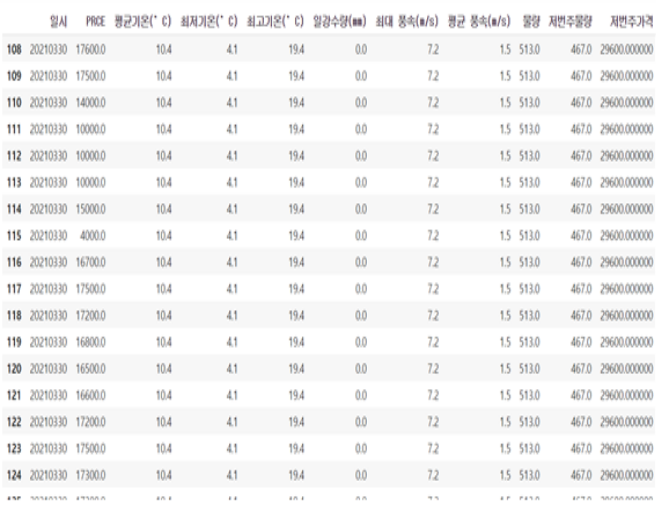 일시 PRCE 평균기온(° C) 최저기온(° C) 최고기온(° C) 일강수량(mm) 최대 풍속(m/s) 평균 풍속(m/s) 물량 저번주물량 저번주가격
108 20210330 17600.0 10.4 4.1 19.4 0.0 7.2 1.5 513.0 467.0 29600.000000
109 20210330 17500.0 10.4 4.1 19.4 0.0 7.2 1.5 513.0 467.0 29600.000000
110 20210330 14000.0 10.4 4.1 19.4 0.0 7.2 1.5 513.0 467.0 29600.000000
111 20210330 10000.0 10.4 4.1 19.4 0.0 7.2 1.5 513.0 467.0 29600.000000
112 20210330 10000.0 10.4 4.1 19.4 0.0 7.2 1.5 513.0 467.0 29600.000000
113 20210330 10000.0 10.4 4.1 19.4 0.0 7.2 1.5 513.0 467.0 29600.000000
114 20210330 15000.0 10.4 4.1 19.4 0.0 7.2 1.5 513.0 467.0 29600.000000
115 20210330 4000.0 10.4 4.1 19.4 0.0 7.2 1.5 513.0 467.0 29600.000000
116 20210330 16700.0 10.4 4.1 19.4 0.0 7.2 1.5 513.0 467.0 29600.000000
117 20210330 17500.0 10.4 4.1 19.4 0.0 7.2 1.5 513.0 467.0 29600.000000
118 20210330 17200.0 10.4 4.1 19.4 0.0 7.2 1.5 513.0 467.0 29600.000000
119 20210330 16800.0 10.4 4.1 19.4 0.0 7.2 1.5 513.0 467.0 29600.000000
120 20210330 16500.0 10.4 4.1 19.4 0.0 7.2 1.5 513.0 467.0 29600.000000
121 20210330 16600.0 10.4 4.1 19.4 0.0 7.2 1.5 513.0 467.0 29600.000000
122 20210330 17200.0 10.4 4.1 19.4 0.0 7.2 1.5 513.0 467.0 29600.000000
123 20210330 17500.0 10.4 4.1 19.4 0.0 7.2 1.5 513.0 467.0 29600.000000
124 20210330 17300.0 10.4 4.1 19.4 0.0 7.2 1.5 513.0 467.0 29600.000000